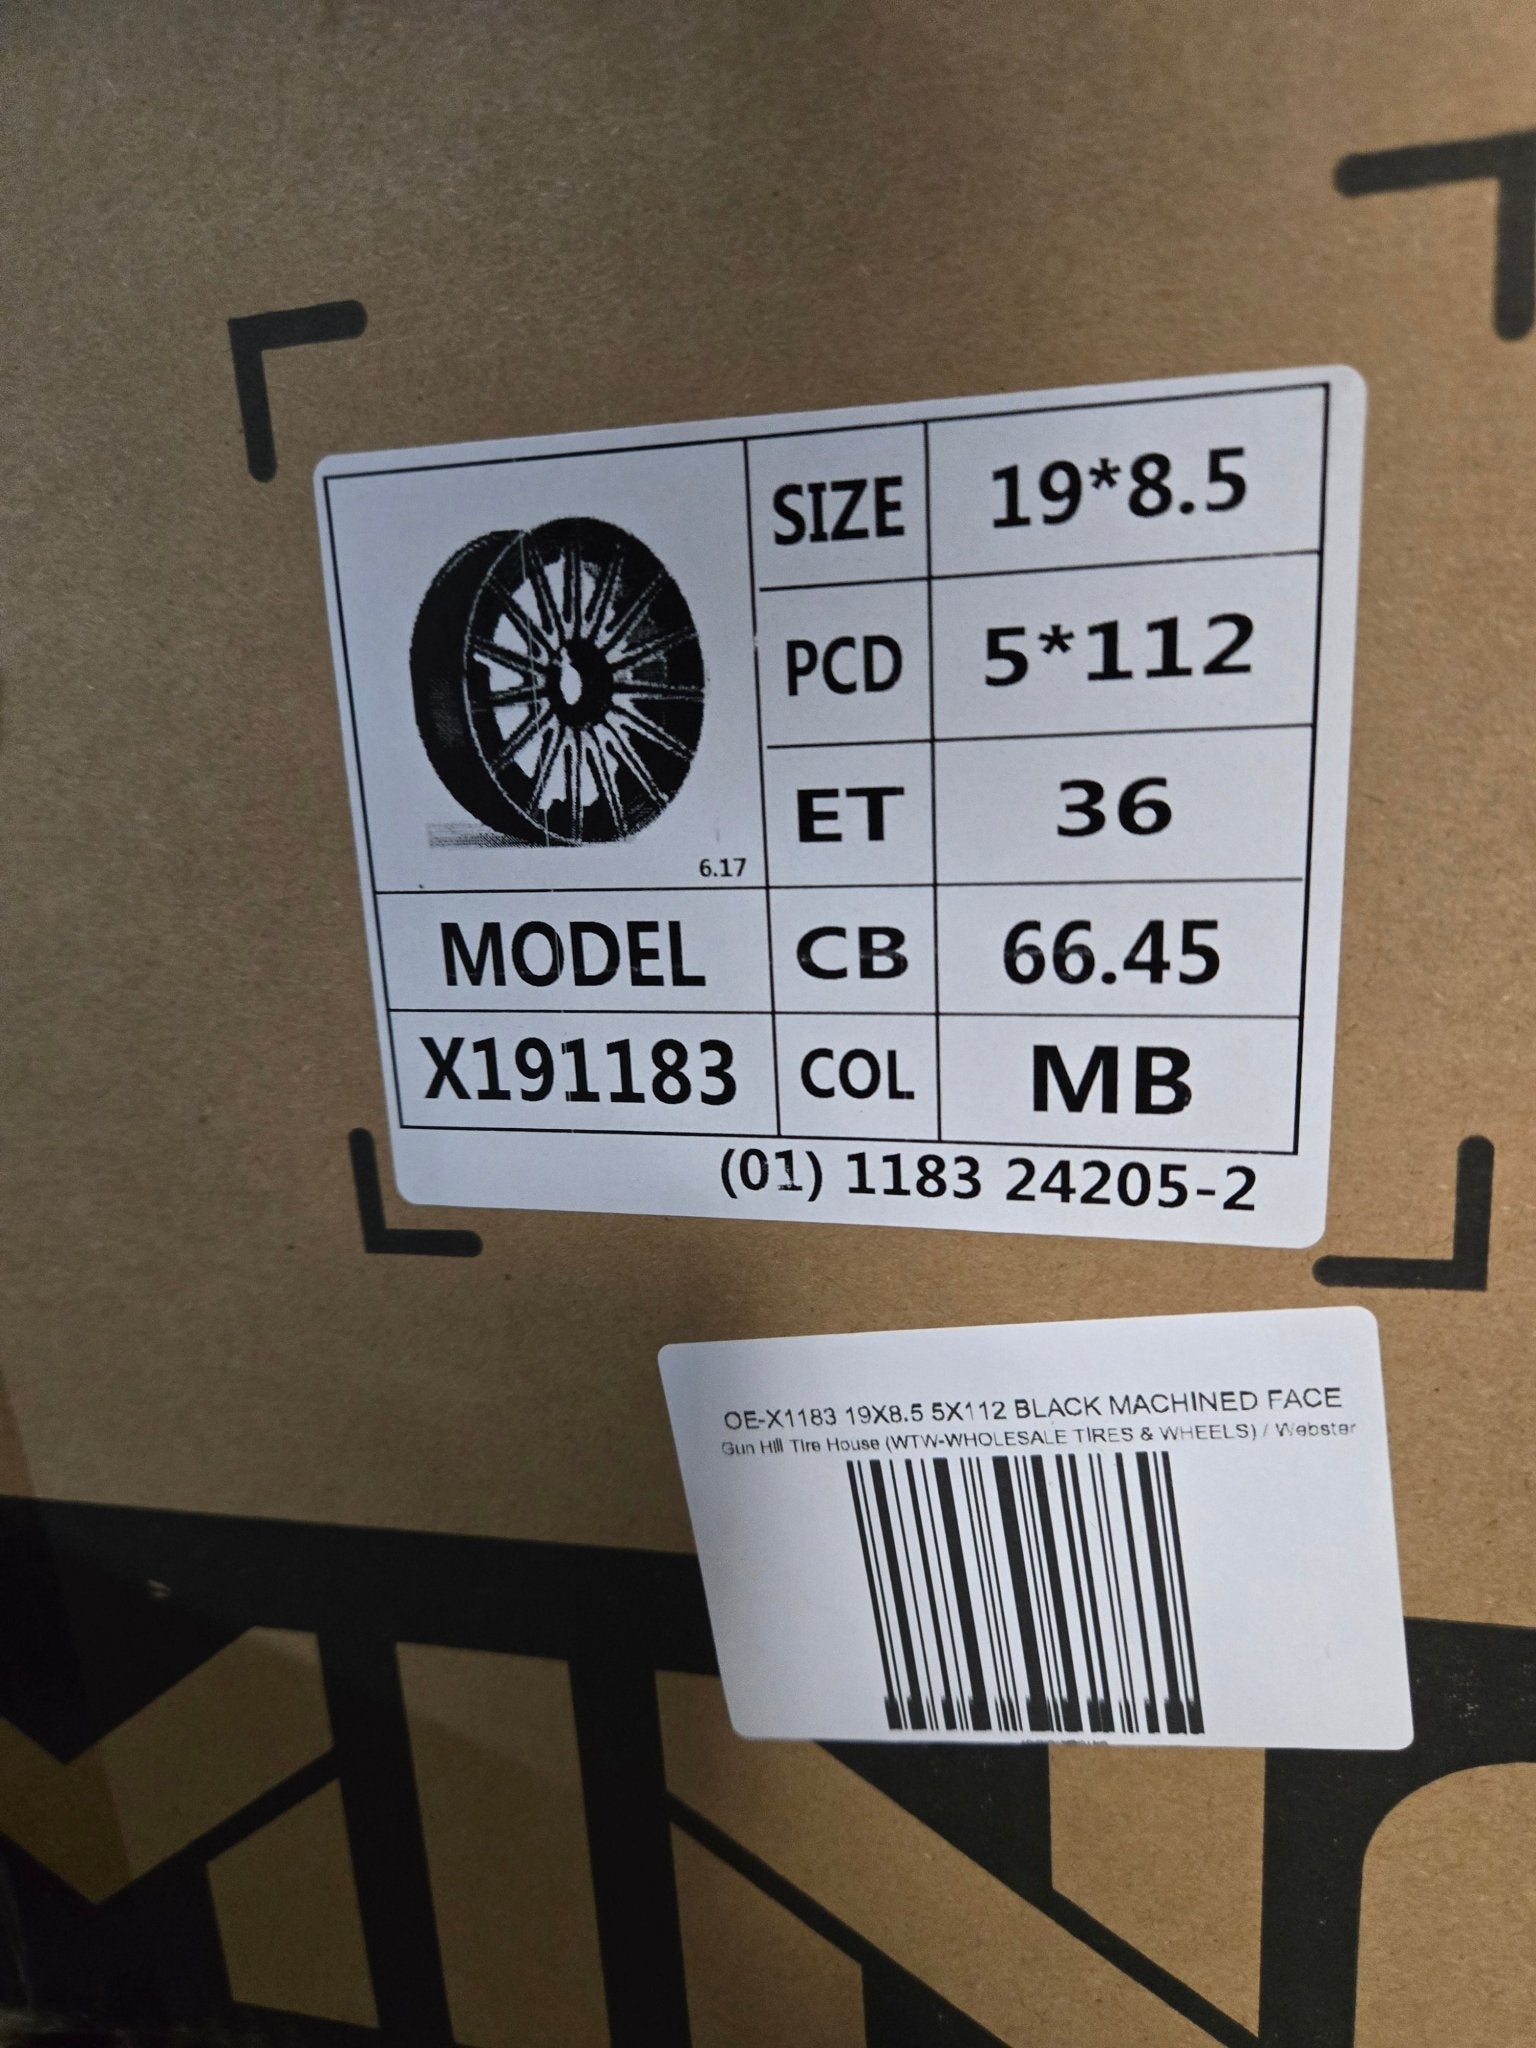 SIZE 19*8.5
PCD 5*112
ET 36
6.17
MODEL CB 66.45
X191183 COL MB
(01) 1183 24205-2
OE-X1183 19X8.5 5X112 BLACK MACHINED FACE
Gun Hill Tire House (WTW-WHOLESALE TIRES & WHEELS) / Webster